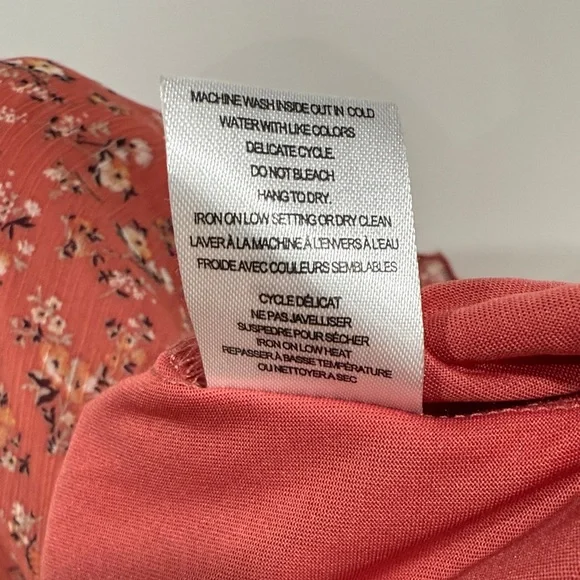 MACHINE WASH INSIDE OUT IN COLD
WATER WITH LIKE COLORS
DELICATE CYCLE.
DO NOT BLEACH
HANG TO DRY.
IRON ON LOW SETTING OR DRY CLEAN
LAVER À LA MACHINE À L'ENVERS À L'EAU
FROIDE AVEC COULEURS SEMBLABLES
CYCLE DÉLICAT
NE PAS JAVELLISER
SUSPEDRE POUR SÉCHER
IRON ON LOW HEAT
REPASSER À BASSE TEMPÉRATURE
OU NETTOYER A SEC